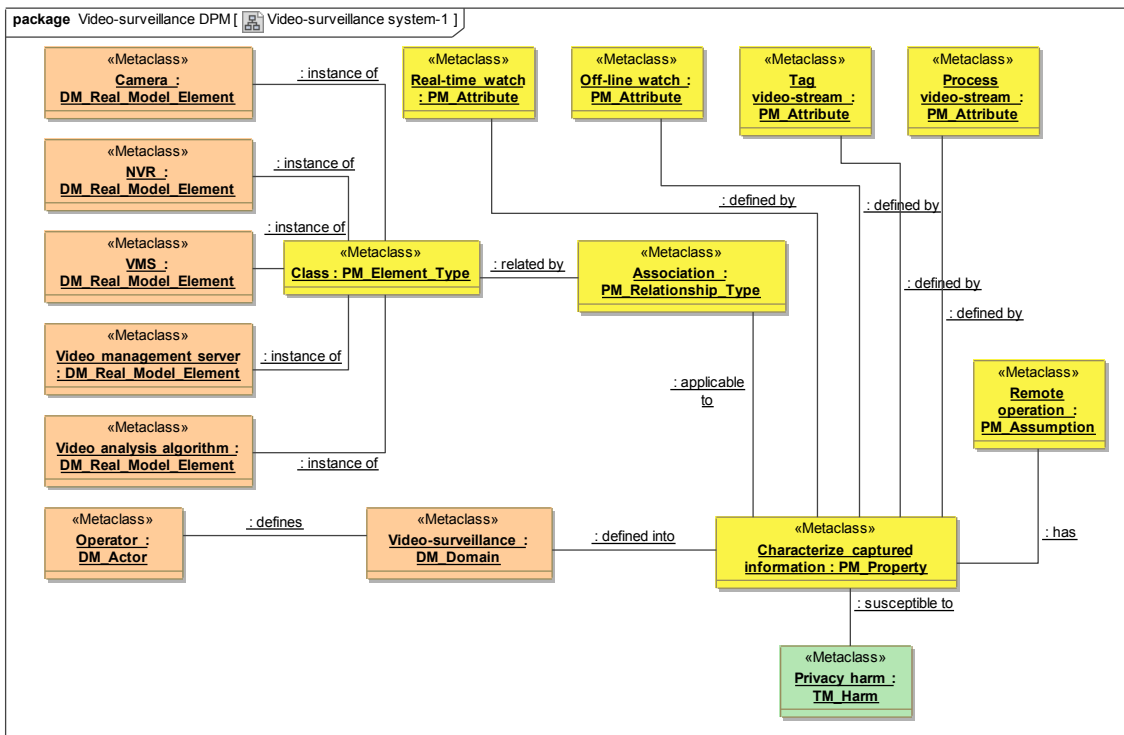 package Video-surveillance DPM [ Video-surveillance system-1 ]
«Metaclass»
Camera :
DM_Real_Model_Element
: instance of
«Metaclass»
Real-time watch
: PM_Attribute
«Metaclass»
Off-line watch :
PM_Attribute
«Metaclass»
Tag
video-stream :
PM_Attribute
«Metaclass»
Process
video-stream :
PM_Attribute
«Metaclass»
NVR :
DM_Real_Model_Element
: instance of
: defined by
: defined by
«Metaclass»
VMS :
DM_Real_Model_Element
: instance of
«Metaclass»
Class : PM_Element_Type
: related by
«Metaclass»
Association :
PM_Relationship_Type
: defined by
: defined by
«Metaclass»
Video management server
: DM_Real_Model_Element
: instance of
: applicable
to
«Metaclass»
Remote
operation :
PM_Assumption
«Metaclass»
Video analysis algorithm :
DM_Real_Model_Element
: instance of
«Metaclass»
Operator :
DM_Actor
: defines
«Metaclass»
Video-surveillance :
DM_Domain
: defined into
«Metaclass»
Characterize captured
information : PM_Property
: has
: susceptible to
«Metaclass»
Privacy harm :
TM_Harm